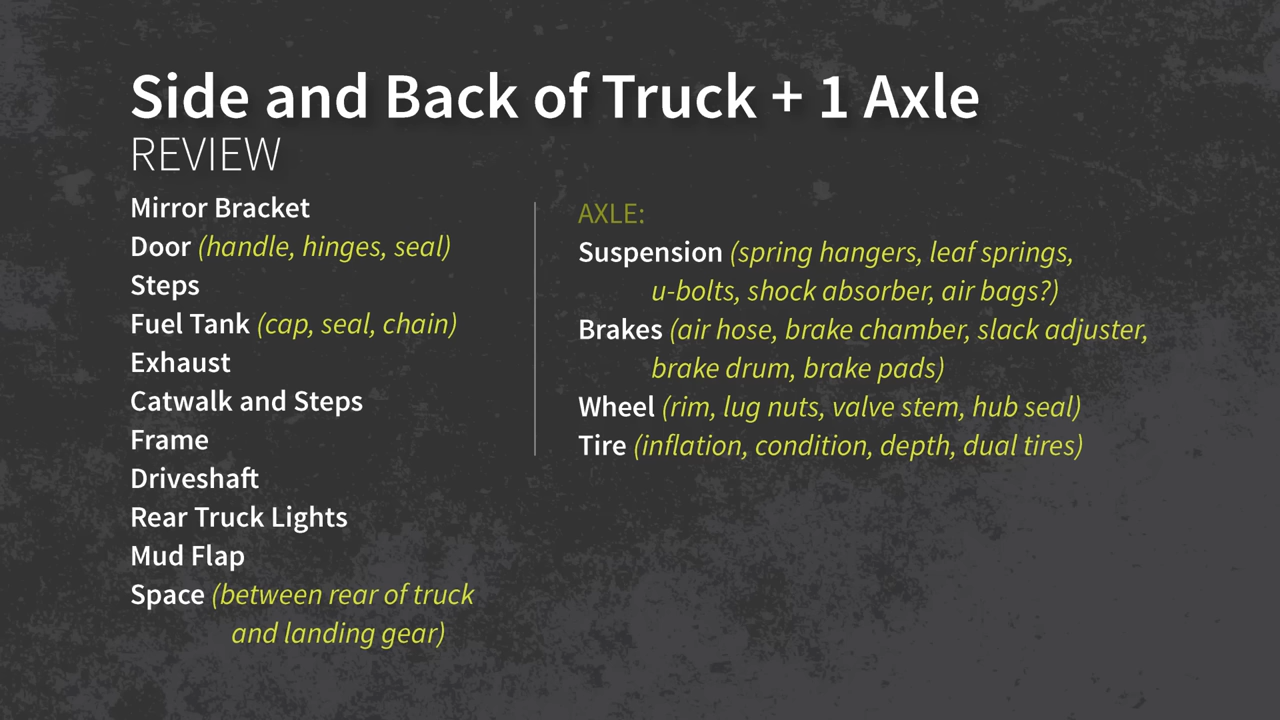 Side and Back of Truck + 1 Axle
REVIEW
Mirror Bracket
Door (handle, hinges, seal)
Steps
Fuel Tank (cap, seal, chain)
Exhaust
Catwalk and Steps
Frame
Driveshaft
Rear Truck Lights
Mud Flap
Space (between rear of truck
and landing gear)
AXLE:
Suspension (spring hangers, leaf springs,
u-bolts, shock absorber, air bags?)
Brakes (air hose, brake chamber, slack adjuster,
brake drum, brake pads)
Wheel (rim, lug nuts, valve stem, hub seal)
Tire (inflation, condition, depth, dual tires)